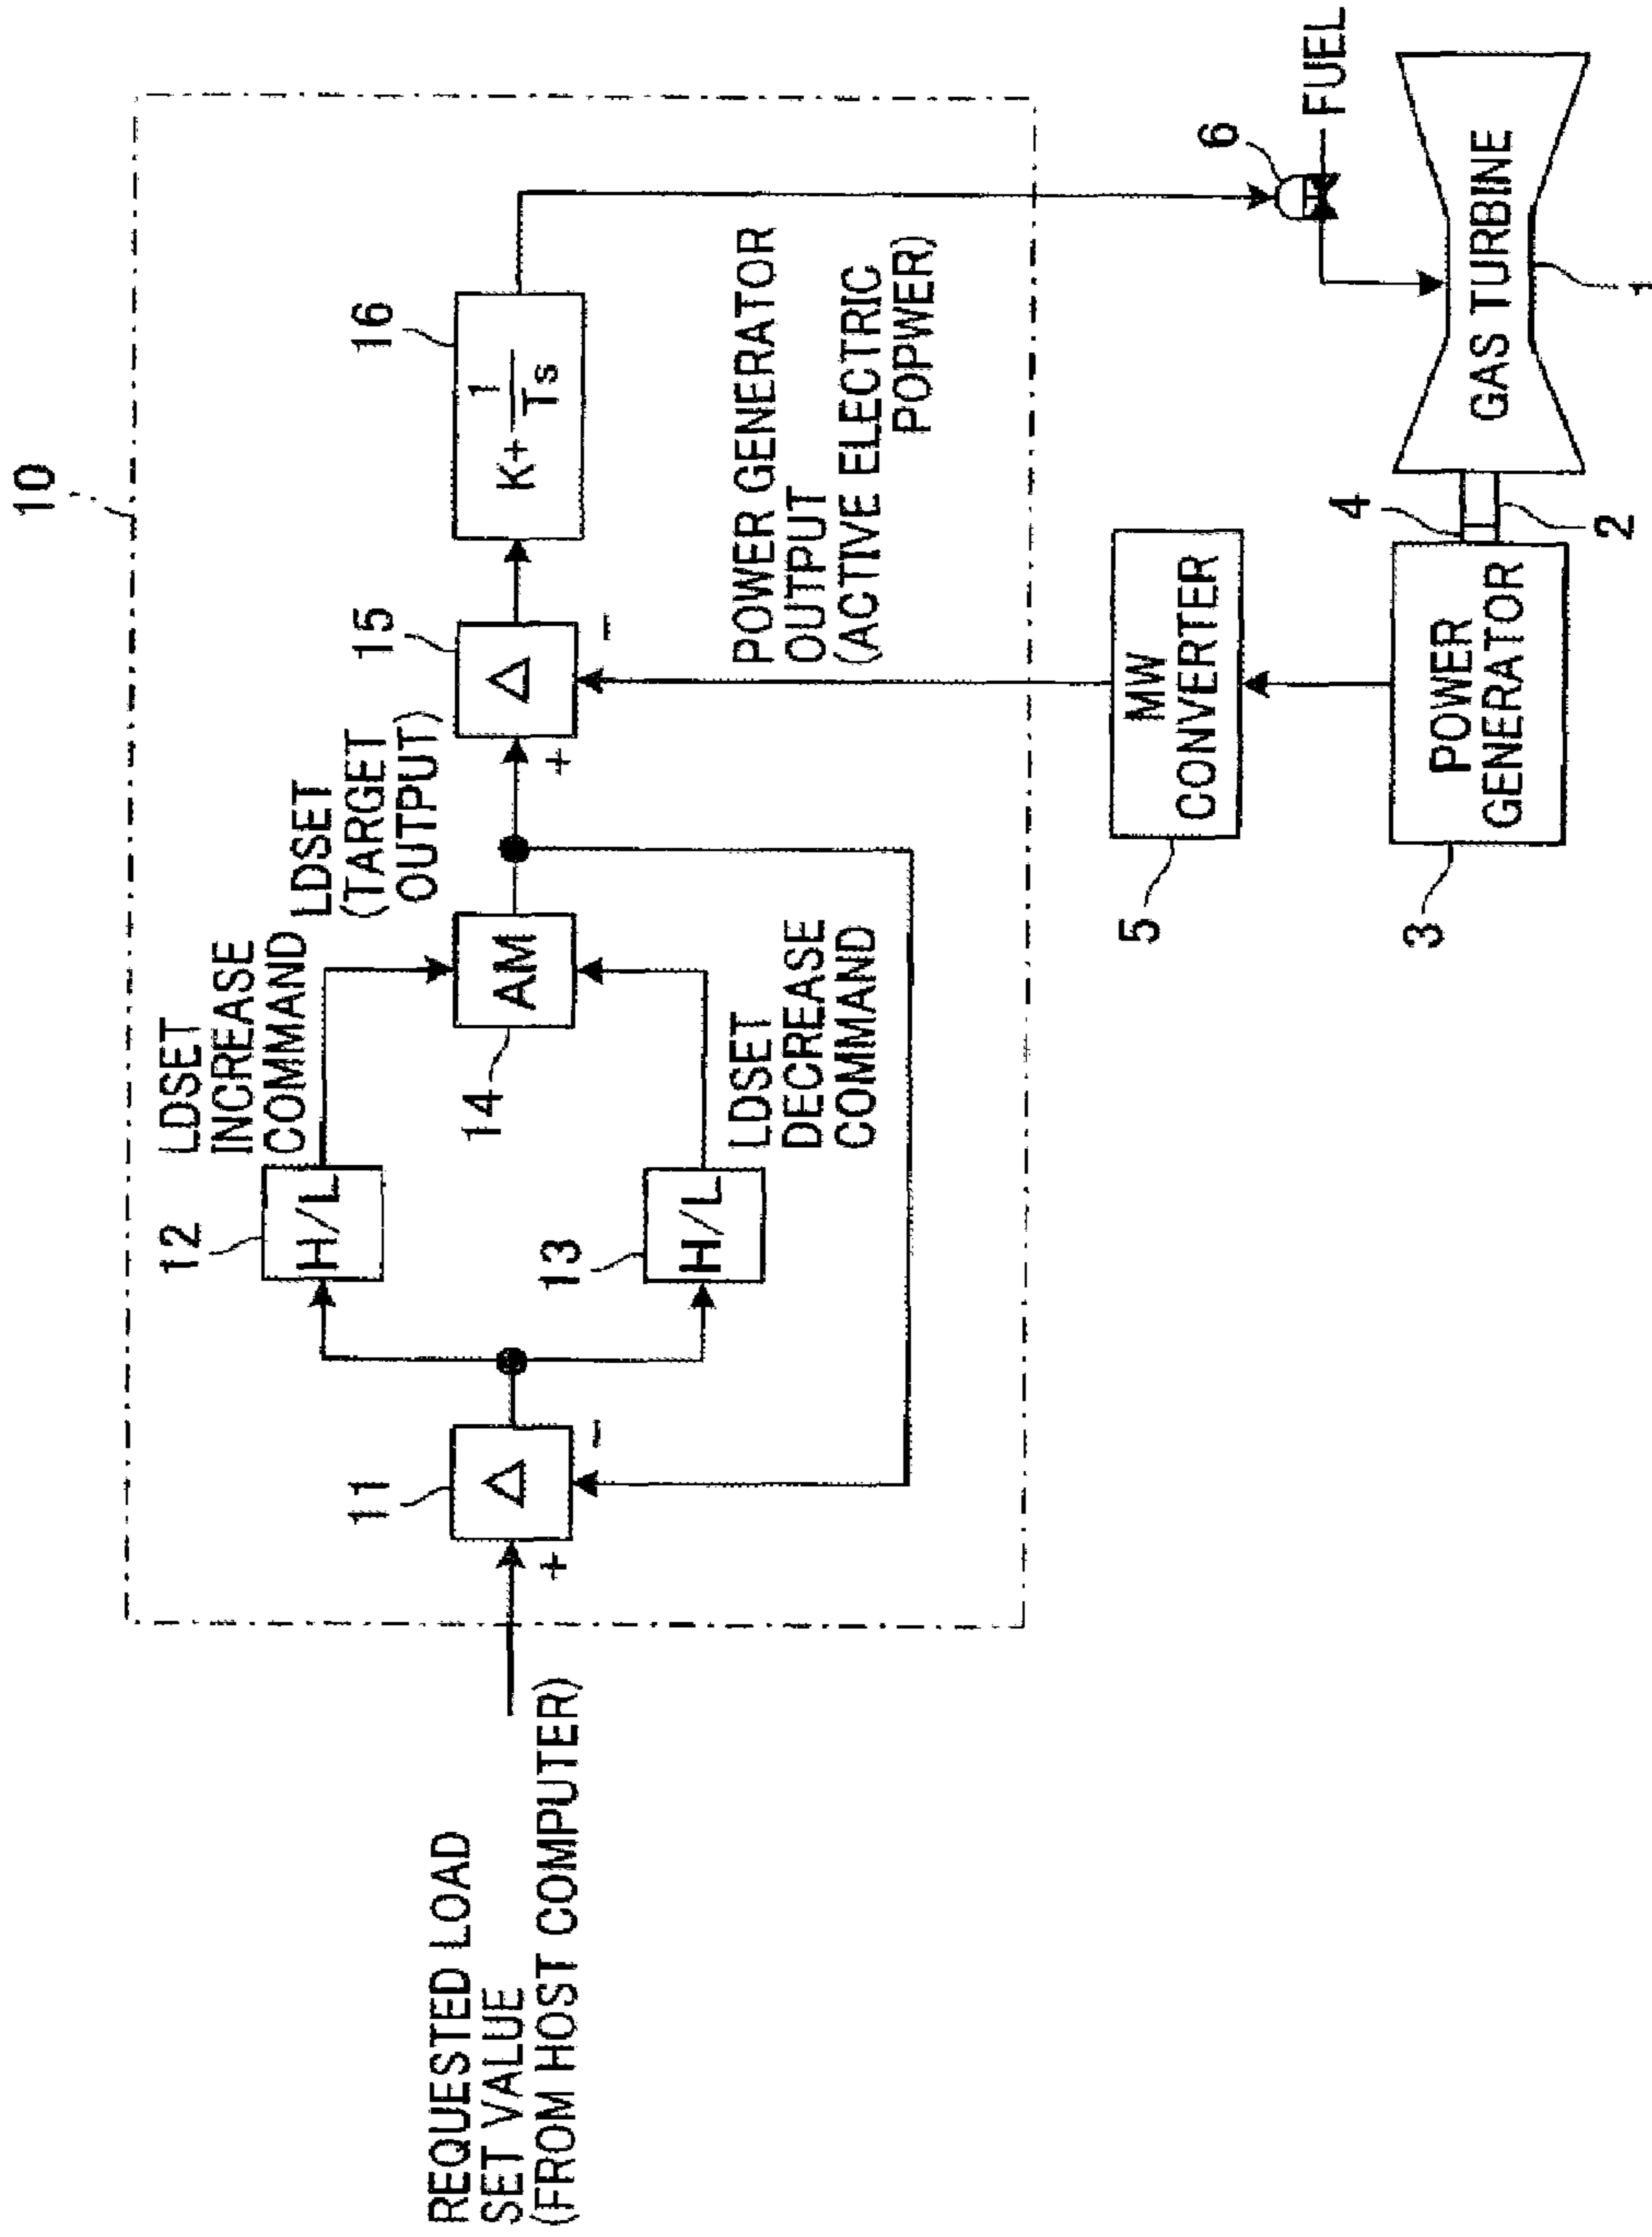 10
REQUESTED LOAD
SET VALUE
(FROM HOST COMPUTER)
+
11
Δ
−
12
H/L
LDSET
INCREASE
COMMAND
13
H/L
LDSET
DECREASE
COMMAND
14
AM
LDSET
(TARGET
OUTPUT)
+
15
Δ
−
16
K+ 1/Ts
POWER GENERATOR
OUTPUT
(ACTIVE ELECTRIC
POPWER)
5
MW
CONVERTER
6
FUEL
3
POWER
GENERATOR
4
2
GAS TURBINE
1